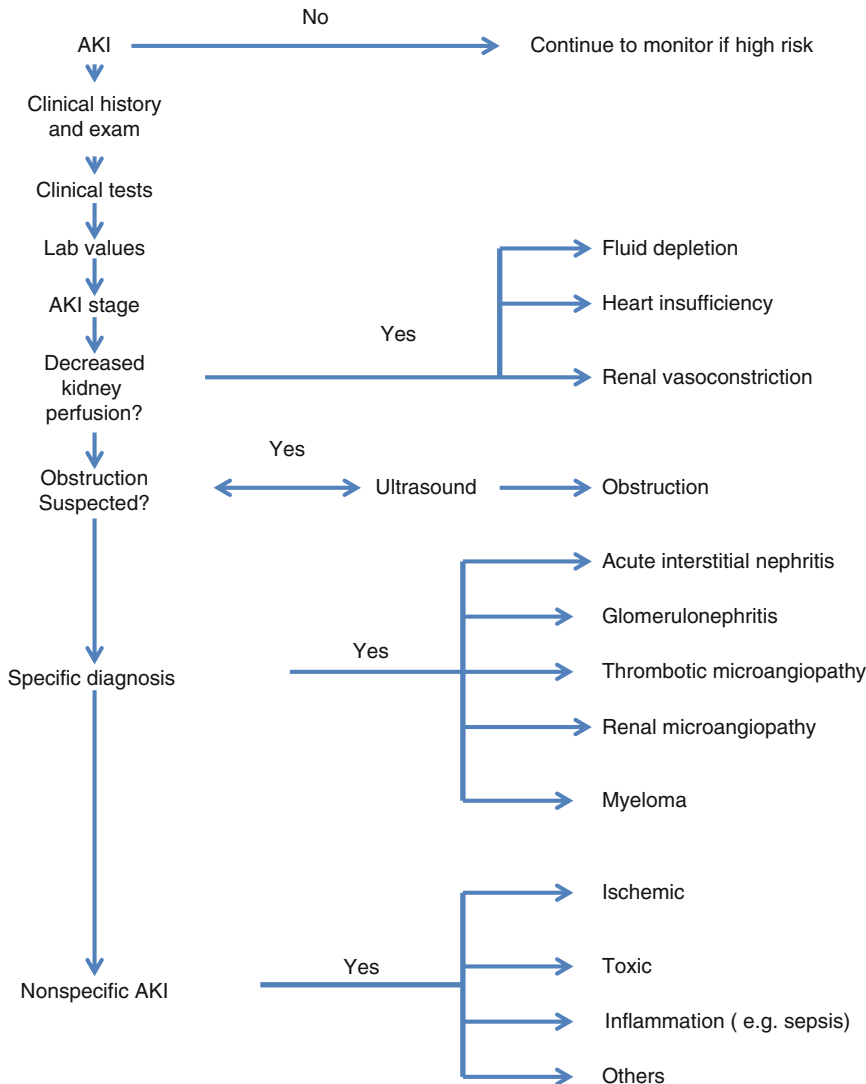 No
AKI
Continue to monitor if high risk
Clinical history
and exam
Clinical tests
Lab values
AKI stage
Decreased
kidney
perfusion?
Yes
Fluid depletion
Heart insufficiency
Renal vasoconstriction
Obstruction
Suspected?
Yes
Ultrasound
Obstruction
Specific diagnosis
Yes
Acute interstitial nephritis
Glomerulonephritis
Thrombotic microangiopathy
Renal microangiopathy
Myeloma
Nonspecific AKI
Yes
Ischemic
Toxic
Inflammation ( e.g. sepsis)
Others